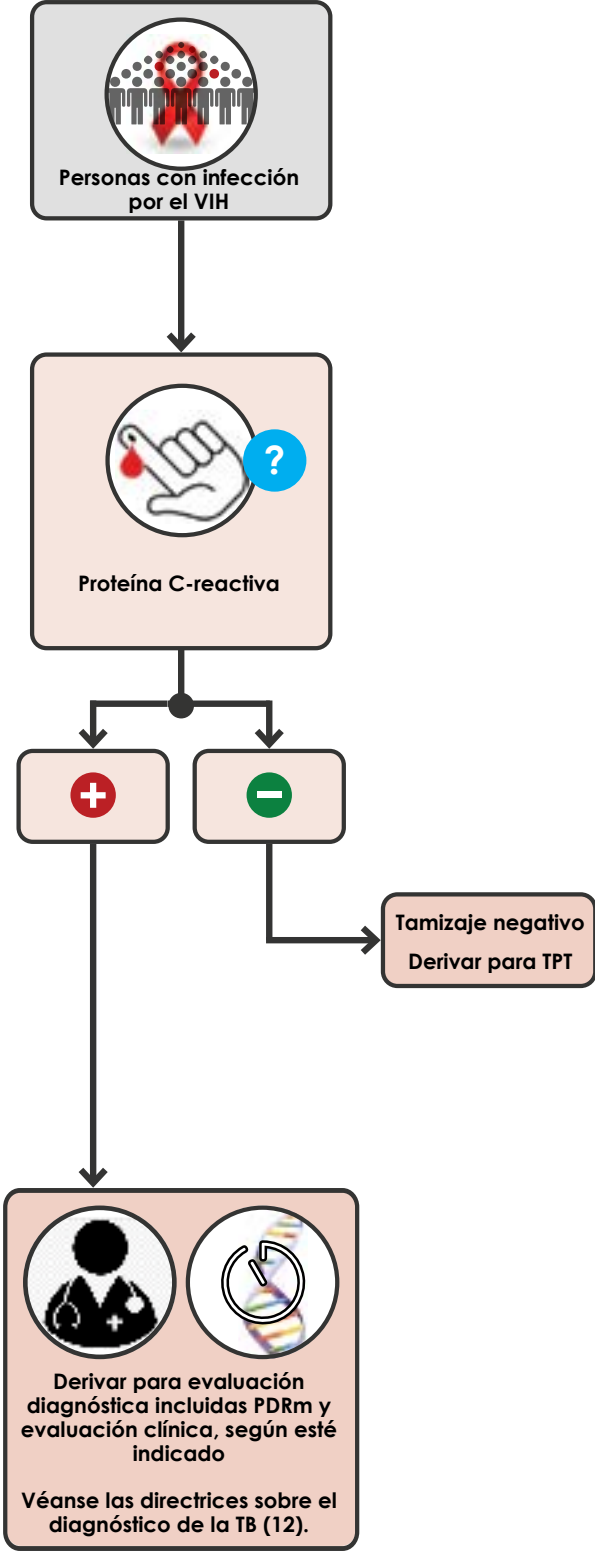 Personas con infección
por el VIH
?
Proteína C-reactiva
+
−
Tamizaje negativo
Derivar para TPT
Derivar para evaluación
diagnóstica incluidas PDRm y
evaluación clínica, según esté
indicado
Véanse las directrices sobre el
diagnóstico de la TB (12).